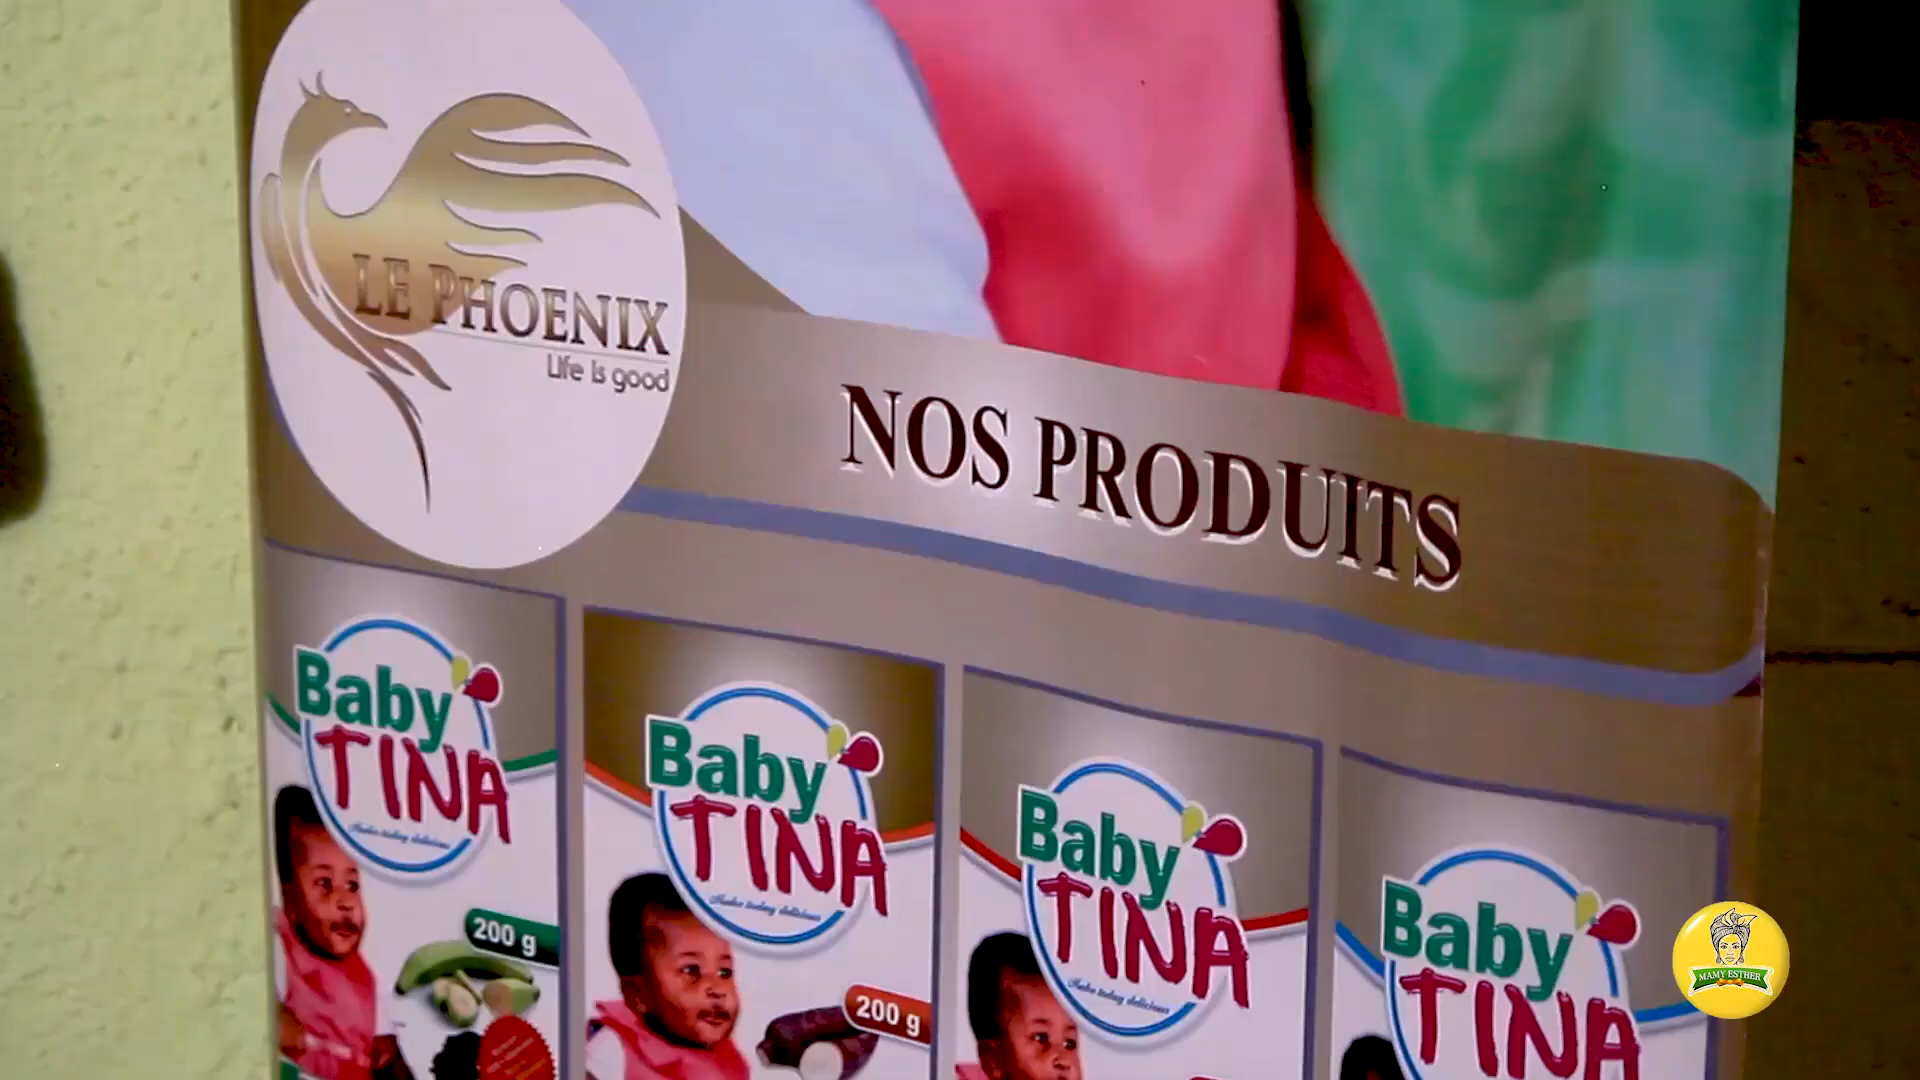 LE PHOENIX
Life is good
NOS PRODUITS
Baby
TINA
200 g
Baby
TINA
200 g
Baby
TINA
Baby
TINA
MAMY ESTHER